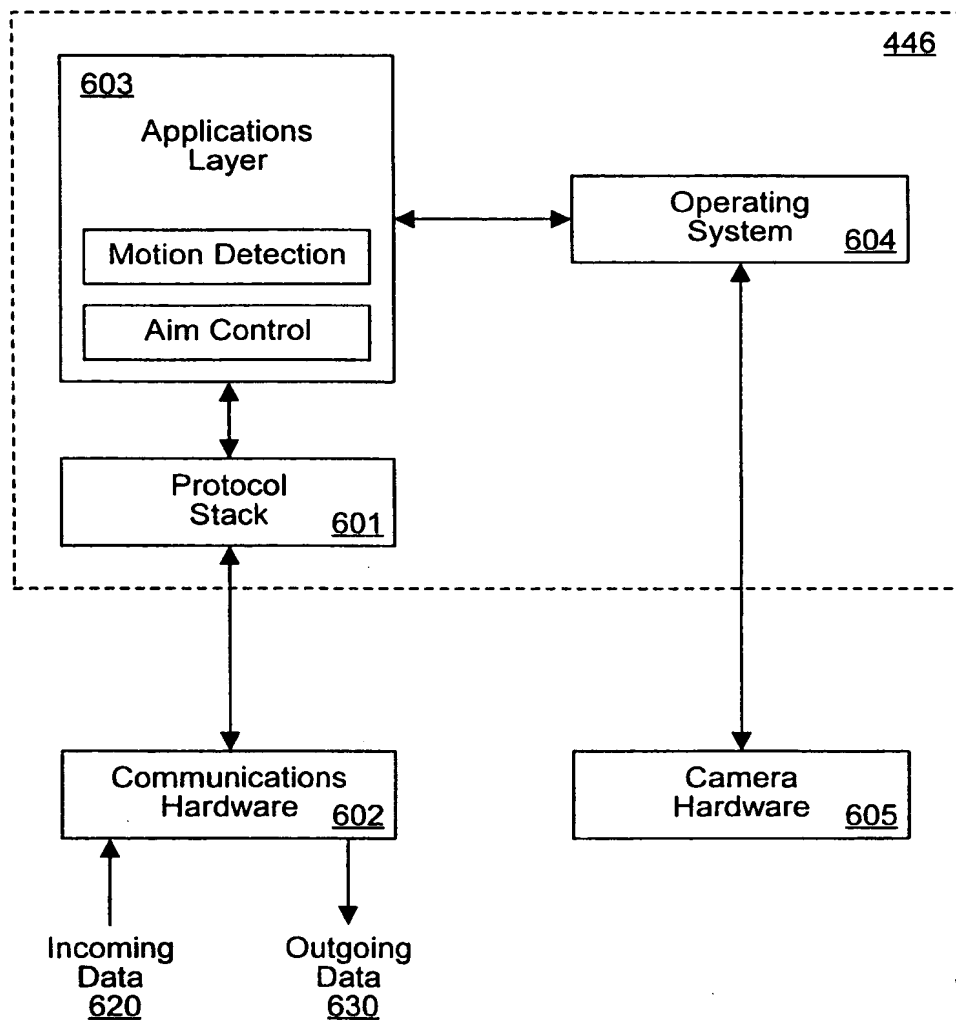 446
603
Applications
Layer
Motion Detection
Aim Control
Operating
System
604
Protocol
Stack
601
Communications
Hardware
602
Camera
Hardware
605
Incoming
Data
620
Outgoing
Data
630